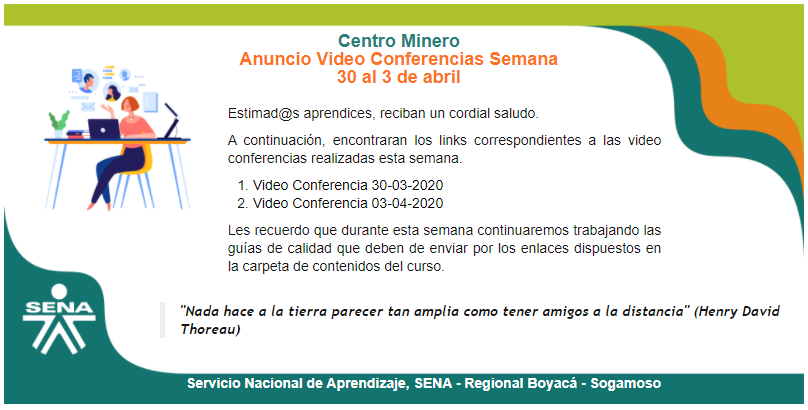 Centro Minero
Anuncio Video Conferencias Semana
30 al 3 de abril
Estimad@s aprendices, reciban un cordial saludo.
A continuación, encontraran los links correspondientes a las video
conferencias realizadas esta semana.
1. Video Conferencia 30-03-2020
2. Video Conferencia 03-04-2020
Les recuerdo que durante esta semana continuaremos trabajando las
guías de calidad que deben de enviar por los enlaces dispuestos en
la carpeta de contenidos del curso.
SENA
"Nada hace a la tierra parecer tan amplia como tener amigos a la distancia" (Henry David
Thoreau)
Servicio Nacional de Aprendizaje, SENA - Regional Boyacá - Sogamoso